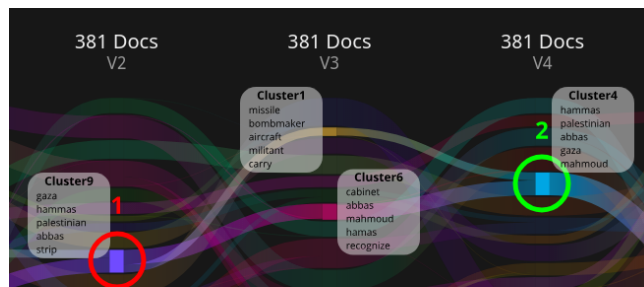 381 Docs
V2
381 Docs
V3
381 Docs
V4
Cluster9
gaza
hammas
palestinian
abbas
strip
1
Cluster1
missile
bombmaker
aircraft
militant
carry
Cluster6
cabinet
abbas
mahmoud
hamas
recognize
2
Cluster4
hammas
palestinian
abbas
gaza
mahmoud